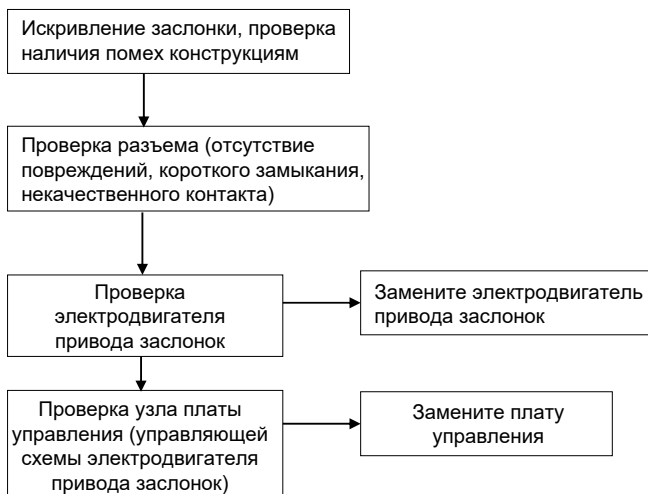 Искривление заслонки, проверка
наличия помех конструкциям
Проверка разъема (отсутствие
повреждений, короткого замыкания,
некачественного контакта)
Проверка
электродвигателя
привода заслонок
Замените электродвигатель
привода заслонок
Проверка узла платы
управления (управляющей
схемы электродвигателя
привода заслонок)
Замените плату
управления